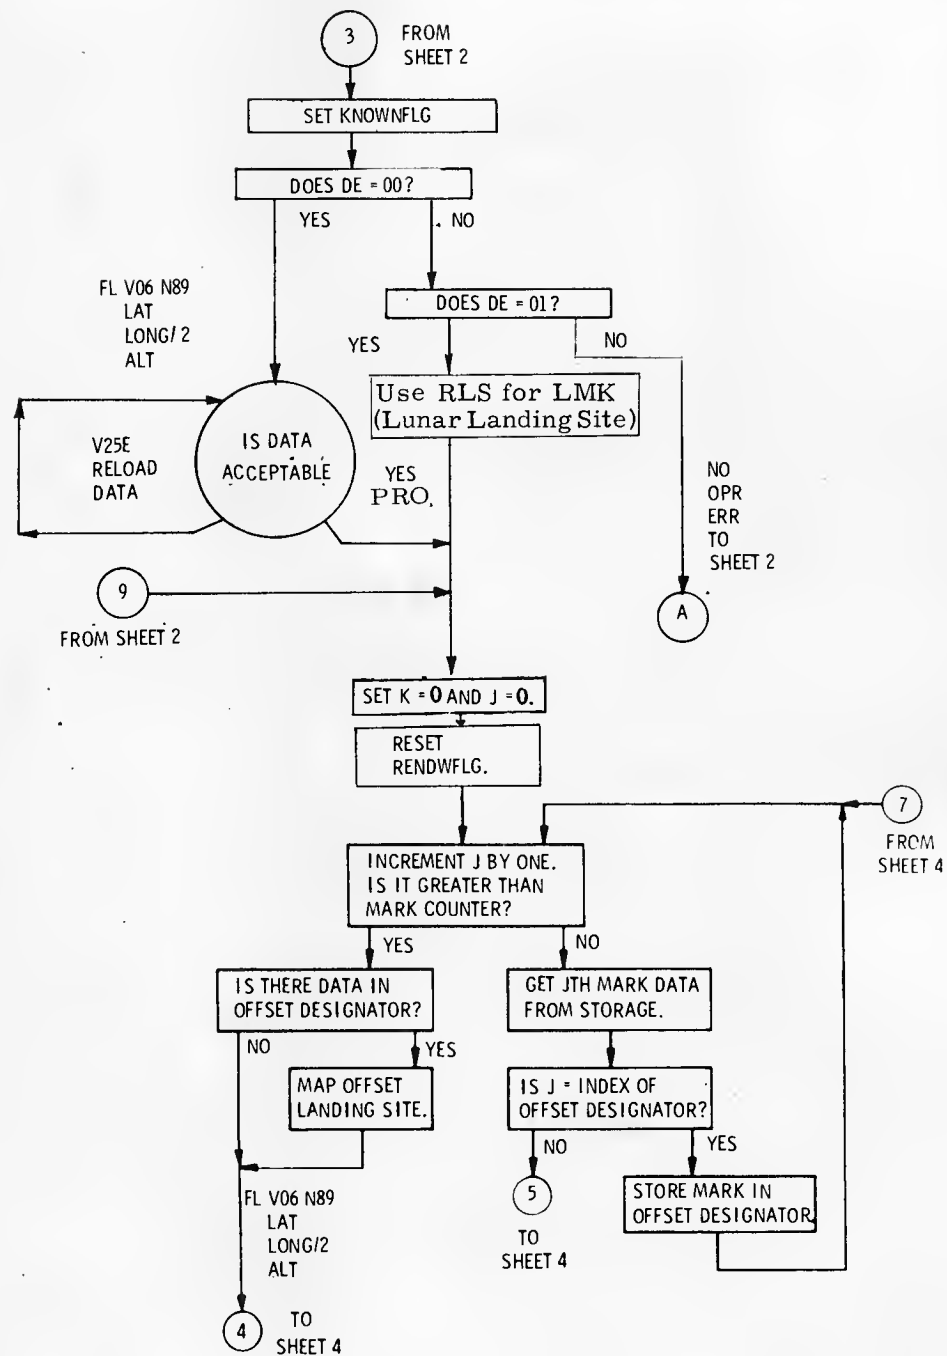 3
FROM
SHEET 2
SET KNOWNFLG
DOES DE = 00?
YES
NO
FL V06 N89
LAT
LONG/ 2
ALT
DOES DE = 01?
YES
NO
Use RLS for LMK
(Lunar Landing Site)
IS DATA
ACCEPTABLE
V25E
RELOAD
DATA
YES
PRO.
NO
OPR
ERR
TO
SHEET 2
9
FROM SHEET 2
A
SET K = 0 AND J = 0.
RESET
RENDWFLG.
7
FROM
SHEET 4
INCREMENT J BY ONE.
IS IT GREATER THAN
MARK COUNTER?
YES
NO
IS THERE DATA IN
OFFSET DESIGNATOR?
GET JTH MARK DATA
FROM STORAGE.
NO
YES
MAP OFFSET
LANDING SITE.
IS J = INDEX OF
OFFSET DESIGNATOR?
NO
YES
5
TO
SHEET 4
STORE MARK IN
OFFSET DESIGNATOR.
FL V06 N89
LAT
LONG/2
ALT
4
TO
SHEET 4